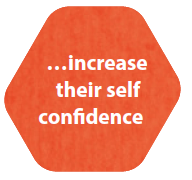 …increase
their self
confidence